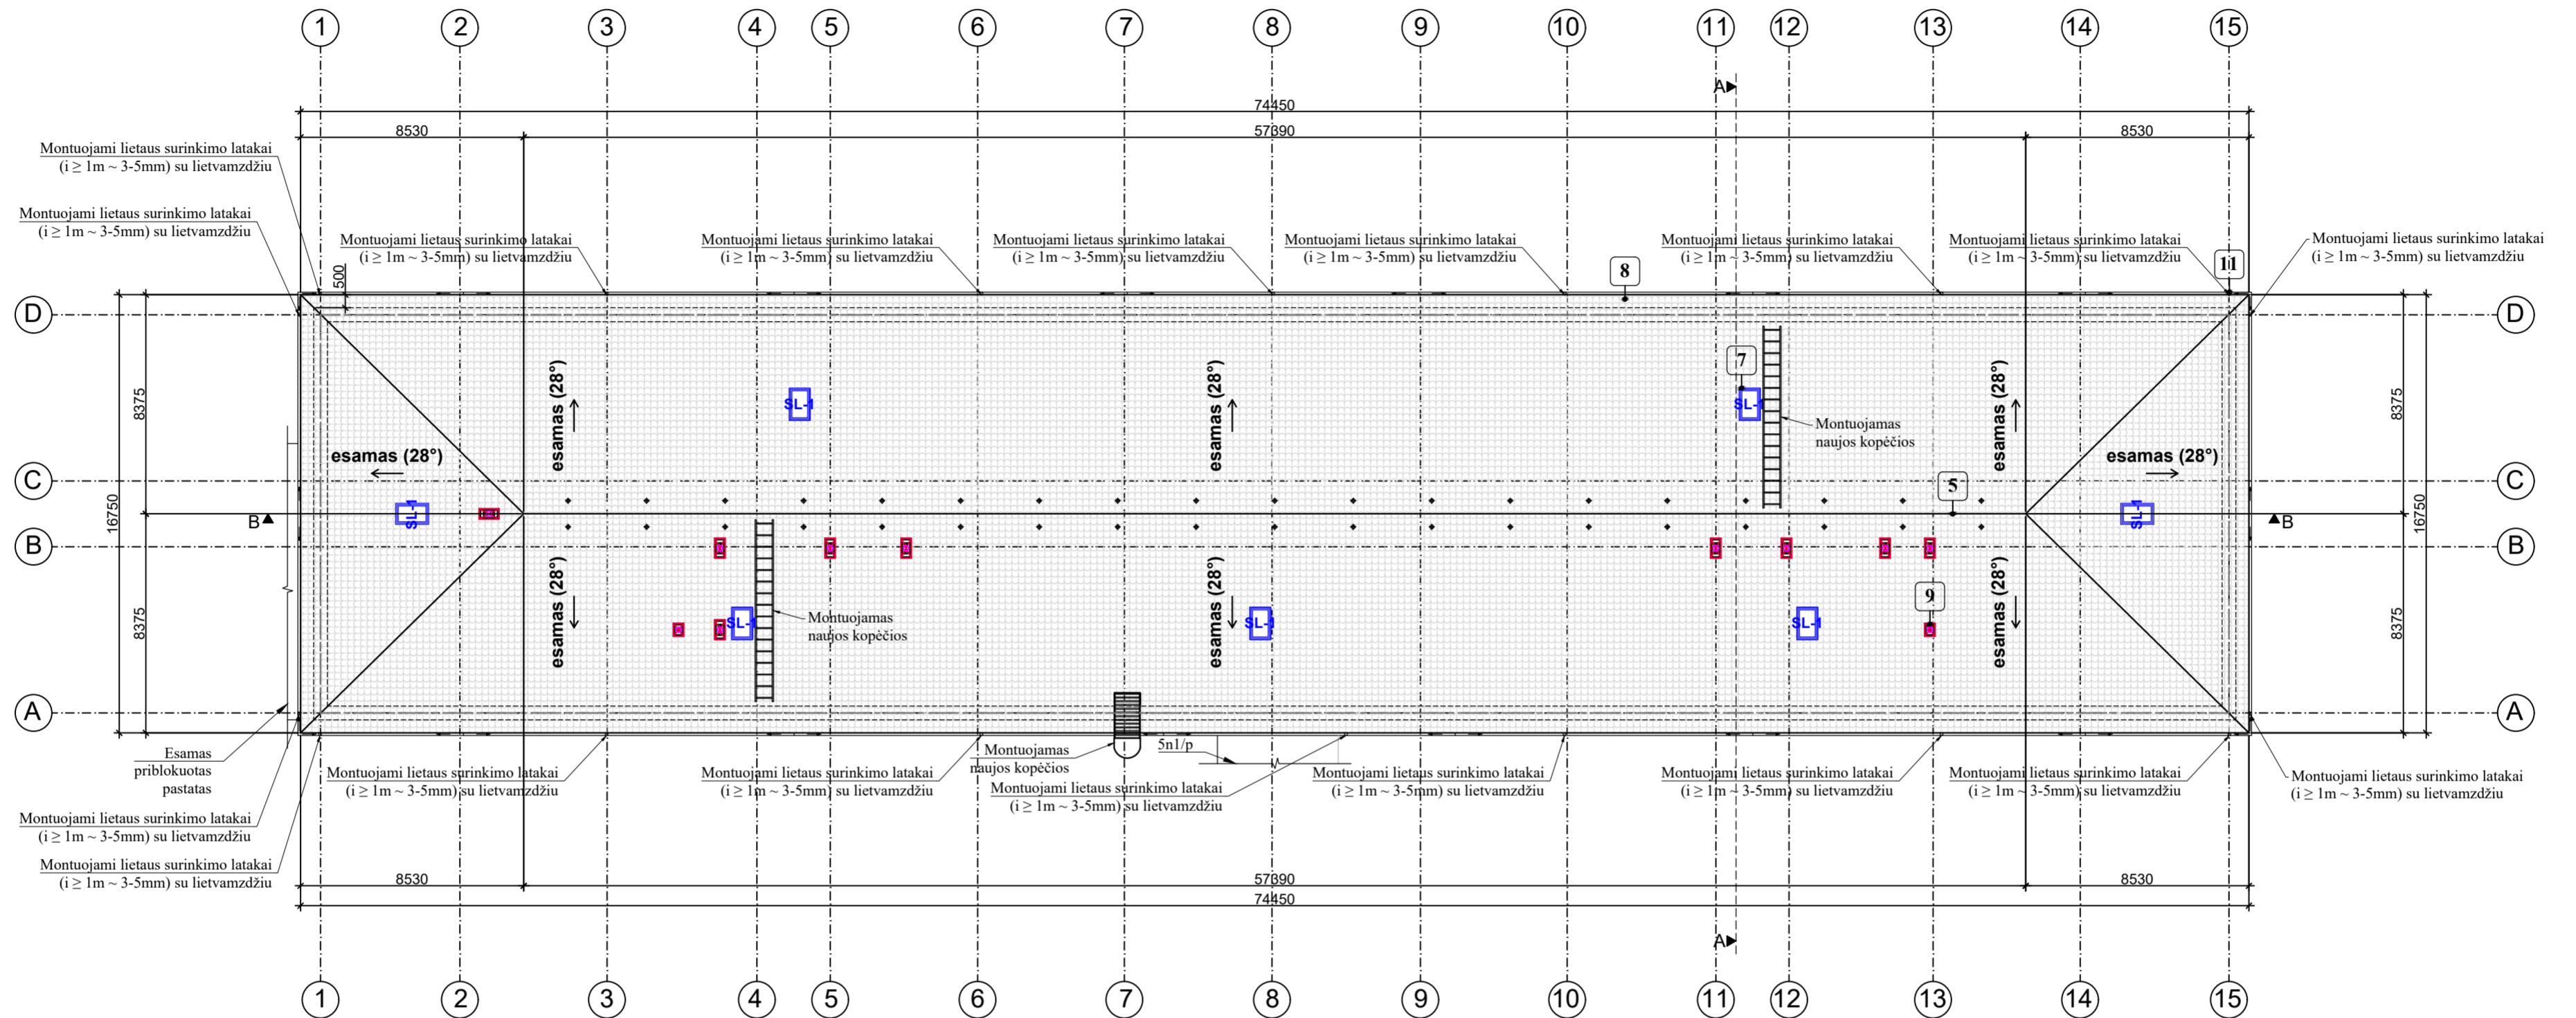 1 2 3 4 5 6 7 8 9 10 11 12 13 14 15
A
74450
8530 57390 8530
Montuojami lietaus surinkimo latakai
(i ≥ 1m ~ 3-5mm) su lietvamzdžiu
Montuojami lietaus surinkimo latakai
(i ≥ 1m ~ 3-5mm) su lietvamzdžiu
Montuojami lietaus surinkimo latakai
(i ≥ 1m ~ 3-5mm) su lietvamzdžiu
Montuojami lietaus surinkimo latakai
(i ≥ 1m ~ 3-5mm) su lietvamzdžiu
Montuojami lietaus surinkimo latakai
(i ≥ 1m ~ 3-5mm) su lietvamzdžiu
Montuojami lietaus surinkimo latakai
(i ≥ 1m ~ 3-5mm) su lietvamzdžiu
Montuojami lietaus surinkimo latakai
(i ≥ 1m ~ 3-5mm) su lietvamzdžiu
Montuojami lietaus surinkimo latakai
(i ≥ 1m ~ 3-5mm) su lietvamzdžiu
Montuojami lietaus surinkimo latakai
(i ≥ 1m ~ 3-5mm) su lietvamzdžiu
500
8
11
D D
7
esamas (28°)
esamas (28°)
esamas (28°)
8375
8375
SL-1
SL-1
Montuojamas
naujos kopėčios
esamas (28°)
esamas (28°)
C C
5
16750
16750
SL-1
SL-1
B B
B B
esamas (28°)
esamas (28°)
esamas (28°)
9
8375
8375
SL-1
SL-1
SL-1
Montuojamas
naujos kopėčios
A A
Esamas
priblokuotas
pastatas
Montuojamas
naujos kopėčios
5n1/p
Montuojami lietaus surinkimo latakai
(i ≥ 1m ~ 3-5mm) su lietvamzdžiu
Montuojami lietaus surinkimo latakai
(i ≥ 1m ~ 3-5mm) su lietvamzdžiu
Montuojami lietaus surinkimo latakai
(i ≥ 1m ~ 3-5mm) su lietvamzdžiu
Montuojami lietaus surinkimo latakai
(i ≥ 1m ~ 3-5mm) su lietvamzdžiu
Montuojami lietaus surinkimo latakai
(i ≥ 1m ~ 3-5mm) su lietvamzdžiu
Montuojami lietaus surinkimo latakai
(i ≥ 1m ~ 3-5mm) su lietvamzdžiu
Montuojami lietaus surinkimo latakai
(i ≥ 1m ~ 3-5mm) su lietvamzdžiu
Montuojami lietaus surinkimo latakai
(i ≥ 1m ~ 3-5mm) su lietvamzdžiu
Montuojami lietaus surinkimo latakai
(i ≥ 1m ~ 3-5mm) su lietvamzdžiu
8530 57390 8530
74450
A
1 2 3 4 5 6 7 8 9 10 11 12 13 14 15